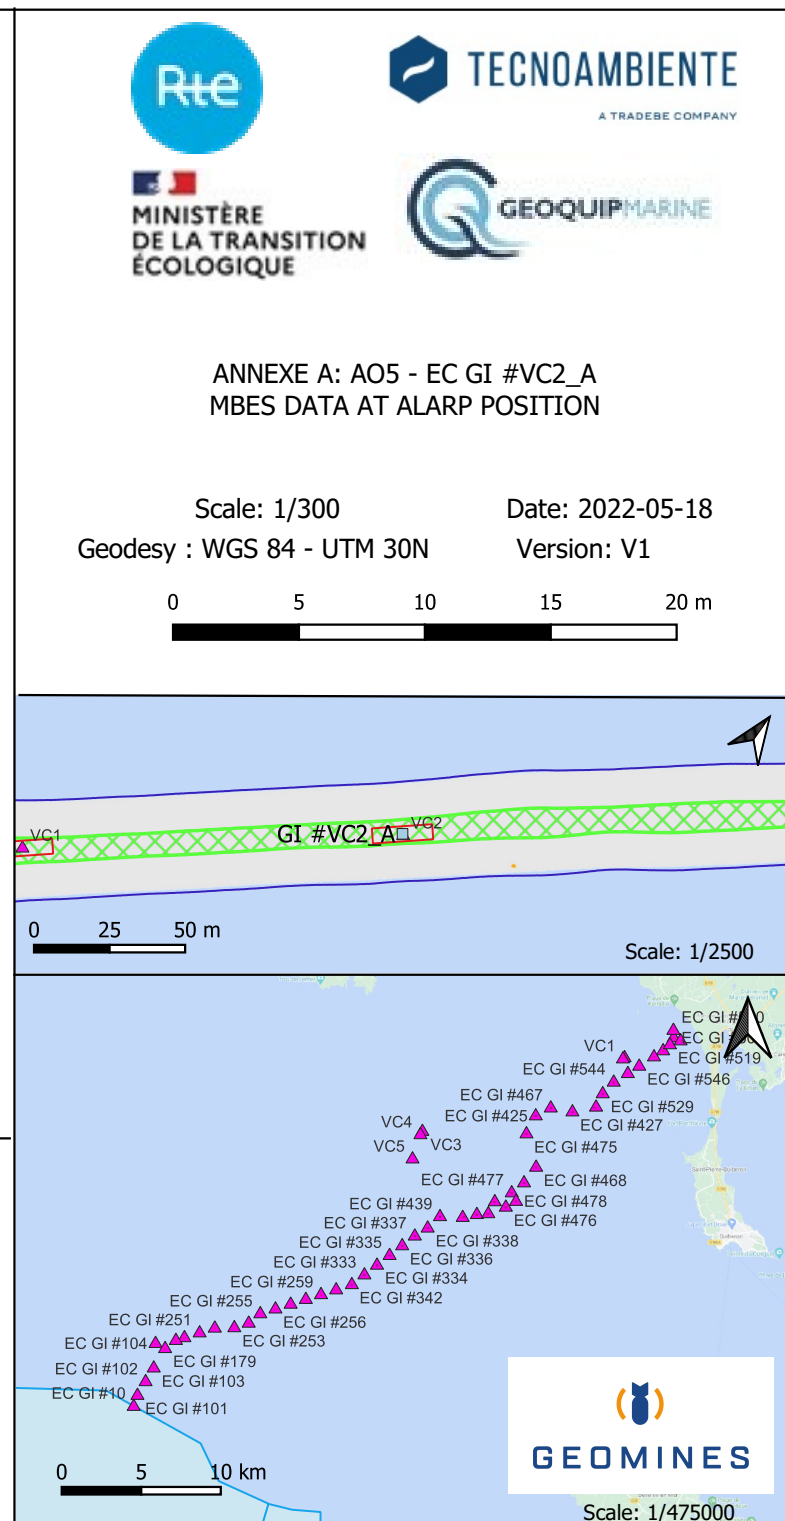 Rte
TECNOAMBIENTE
A TRADEBE COMPANY
MINISTÈRE
DE LA TRANSITION
ÉCOLOGIQUE
GEOQUIPMARINE
ANNEXE A: AO5 - EC GI #VC2_A
MBES DATA AT ALARP POSITION
Scale: 1/300 Date: 2022-05-18
Geodesy : WGS 84 - UTM 30N Version: V1
0 5 10 15 20 m
VC1
GI #VC2_A
VC2
0 25 50 m
Scale: 1/2500
EC GI
VC1
EC GI #519
EC GI #544
EC GI #546
EC GI #467
EC GI #529
EC GI #425
EC GI #427
VC4
VC3
EC GI #475
VC5
EC GI #477
EC GI #468
EC GI #478
EC GI #439
EC GI #476
EC GI #337
EC GI #338
EC GI #335
EC GI #336
EC GI #333
EC GI #334
EC GI #259
EC GI #342
EC GI #255
EC GI #256
EC GI #251
EC GI #253
EC GI #104
EC GI #179
EC GI #102
EC GI #103
EC GI #10
EC GI #101
0 5 10 km
GEOMINES
Scale: 1/475000